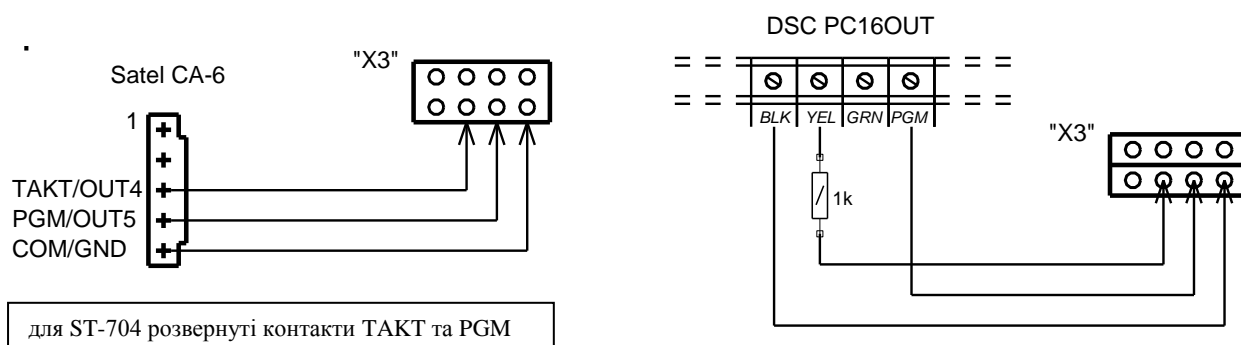 Satel CA-6
"X3"
1
TAKT/OUT4
PGM/OUT5
COM/GND
для ST-704 розвернуті контакти TAKT та PGM
DSC PC16OUT
BLK YEL GRN PGM
"X3"
1k